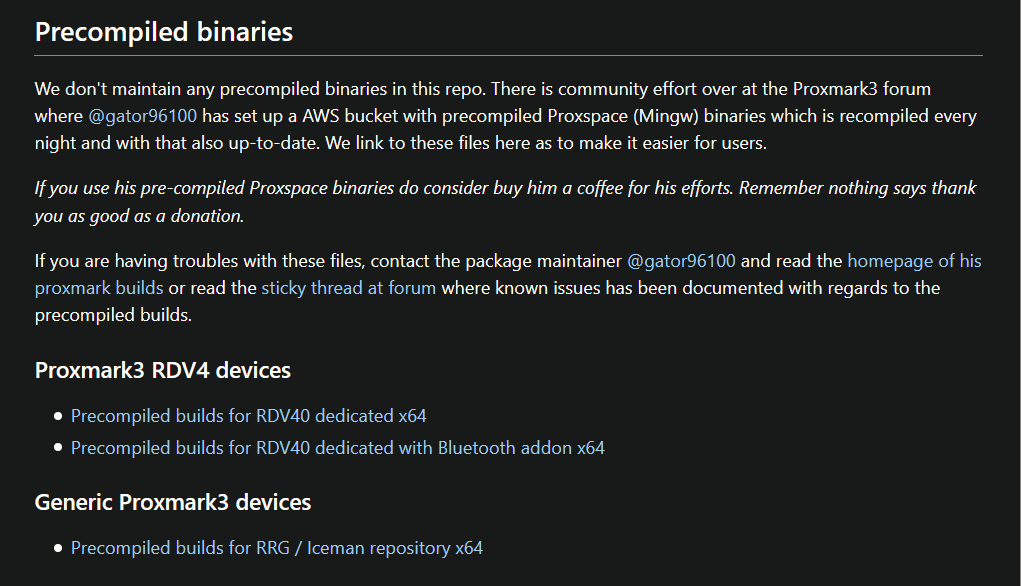 Precompiled binaries
We don't maintain any precompiled binaries in this repo. There is community effort over at the Proxmark3 forum
where @gator96100 has set up a AWS bucket with precompiled Proxspace (Mingw) binaries which is recompiled every
night and with that also up-to-date. We link to these files here as to make it easier for users.
If you use his pre-compiled Proxspace binaries do consider buy him a coffee for his efforts. Remember nothing says thank
you as good as a donation.
If you are having troubles with these files, contact the package maintainer @gator96100 and read the homepage of his
proxmark builds or read the sticky thread at forum where known issues has been documented with regards to the
precompiled builds.
Proxmark3 RDV4 devices
• Precompiled builds for RDV40 dedicated x64
• Precompiled builds for RDV40 dedicated with Bluetooth addon x64
Generic Proxmark3 devices
• Precompiled builds for RRG / Iceman repository x64